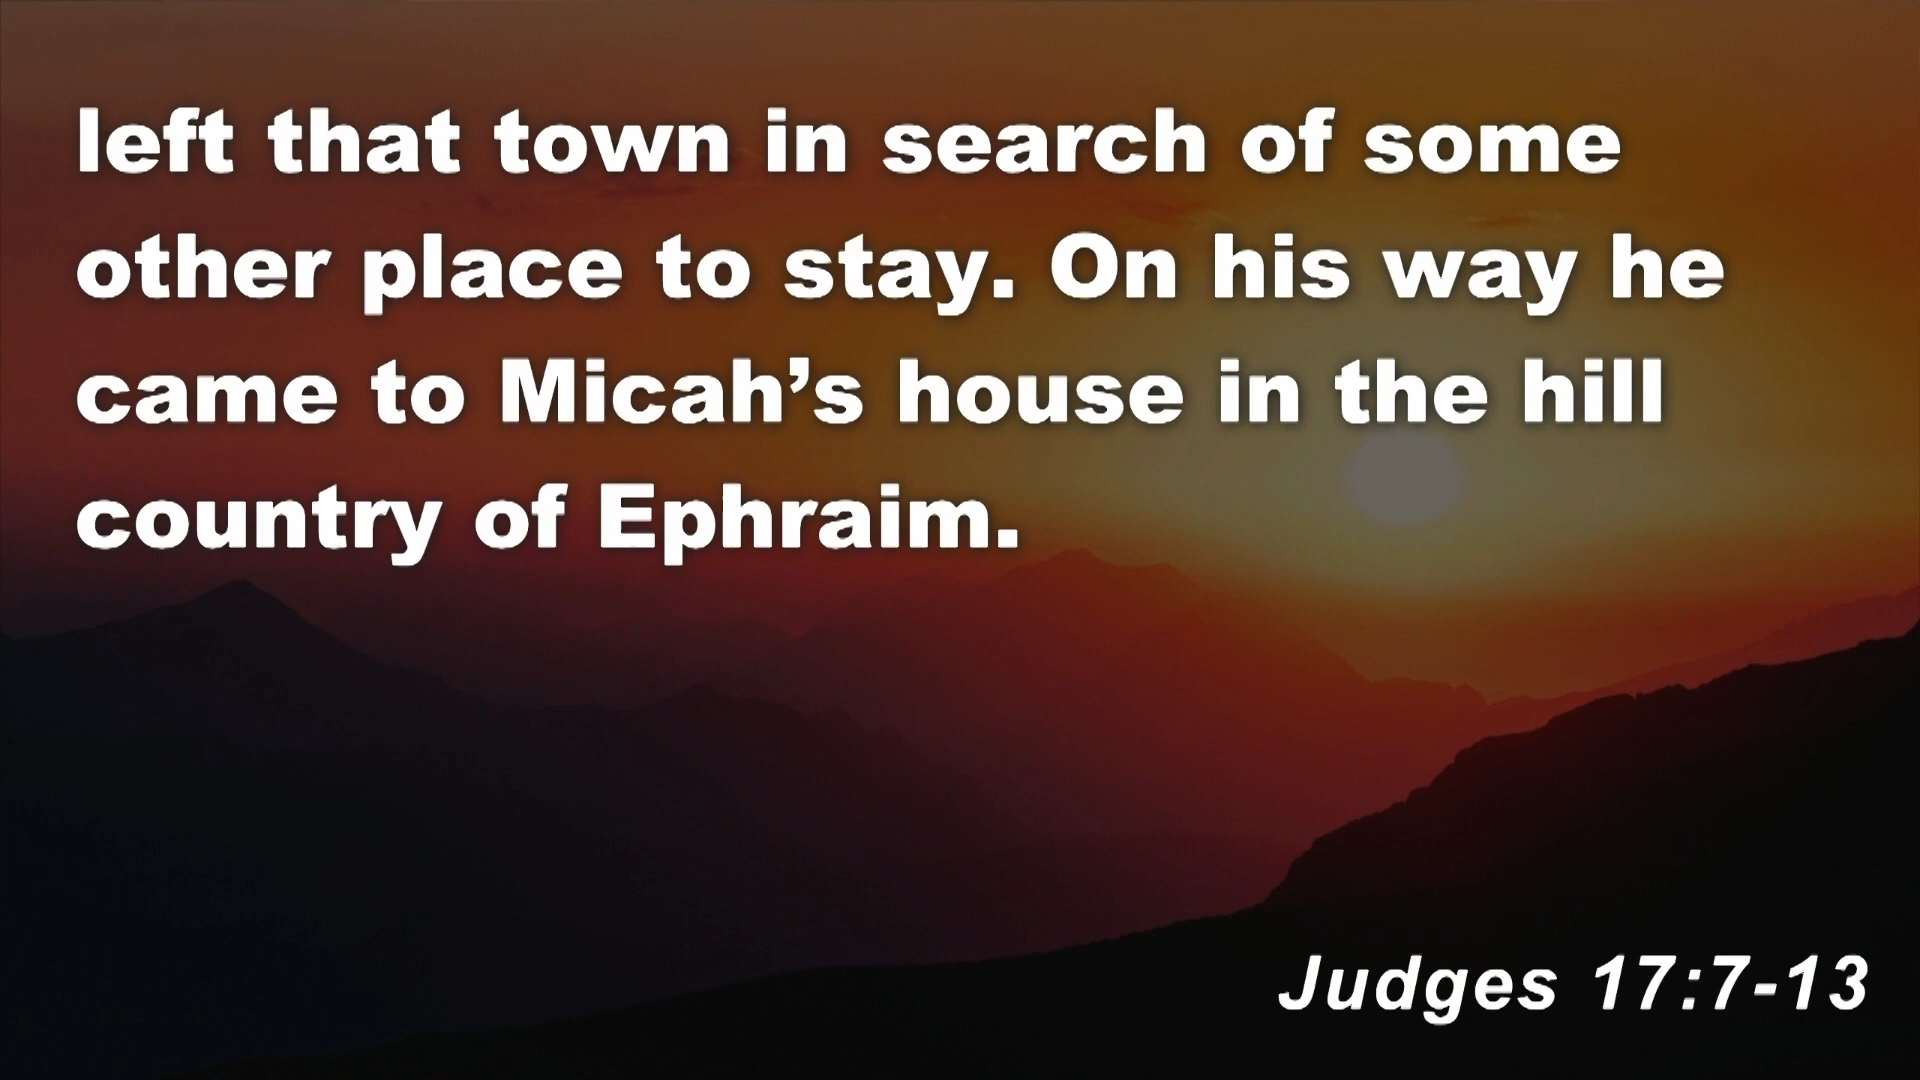 left that town in search of some
other place to stay. On his way he
came to Micah’s house in the hill
country of Ephraim.
Judges 17:7-13